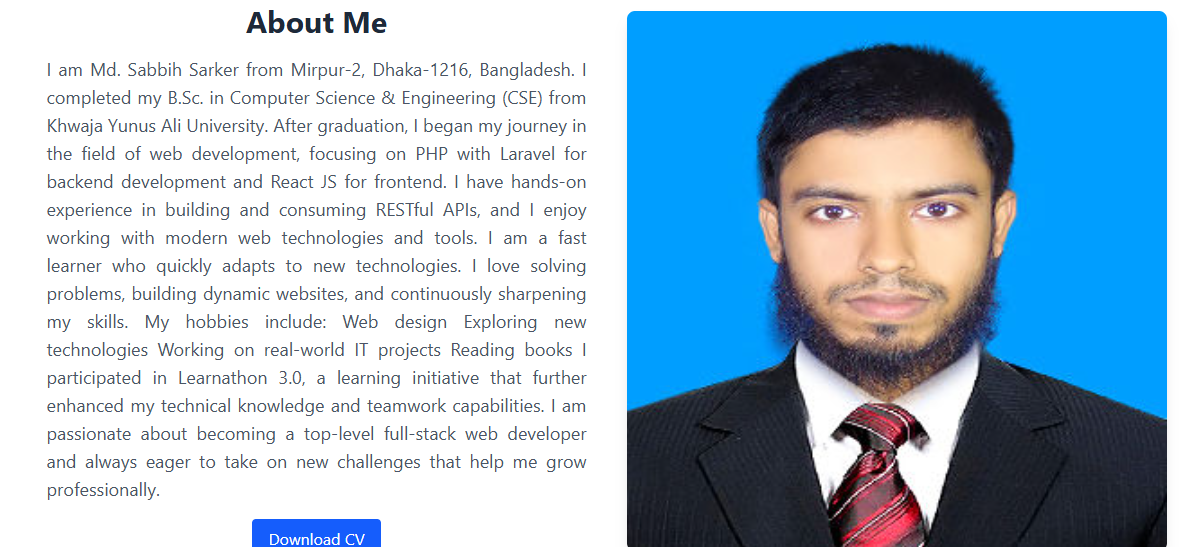 About Me
I am Md. Sabbih Sarker from Mirpur-2, Dhaka-1216, Bangladesh. I
completed my B.Sc. in Computer Science & Engineering (CSE) from
Khwaja Yunus Ali University. After graduation, I began my journey in
the field of web development, focusing on PHP with Laravel for
backend development and React JS for frontend. I have hands-on
experience in building and consuming RESTful APIs, and I enjoy
working with modern web technologies and tools. I am a fast
learner who quickly adapts to new technologies. I love solving
problems, building dynamic websites, and continuously sharpening
my skills. My hobbies include: Web design Exploring new
technologies Working on real-world IT projects Reading books I
participated in Learnathon 3.0, a learning initiative that further
enhanced my technical knowledge and teamwork capabilities. I am
passionate about becoming a top-level full-stack web developer
and always eager to take on new challenges that help me grow
professionally.
Download CV